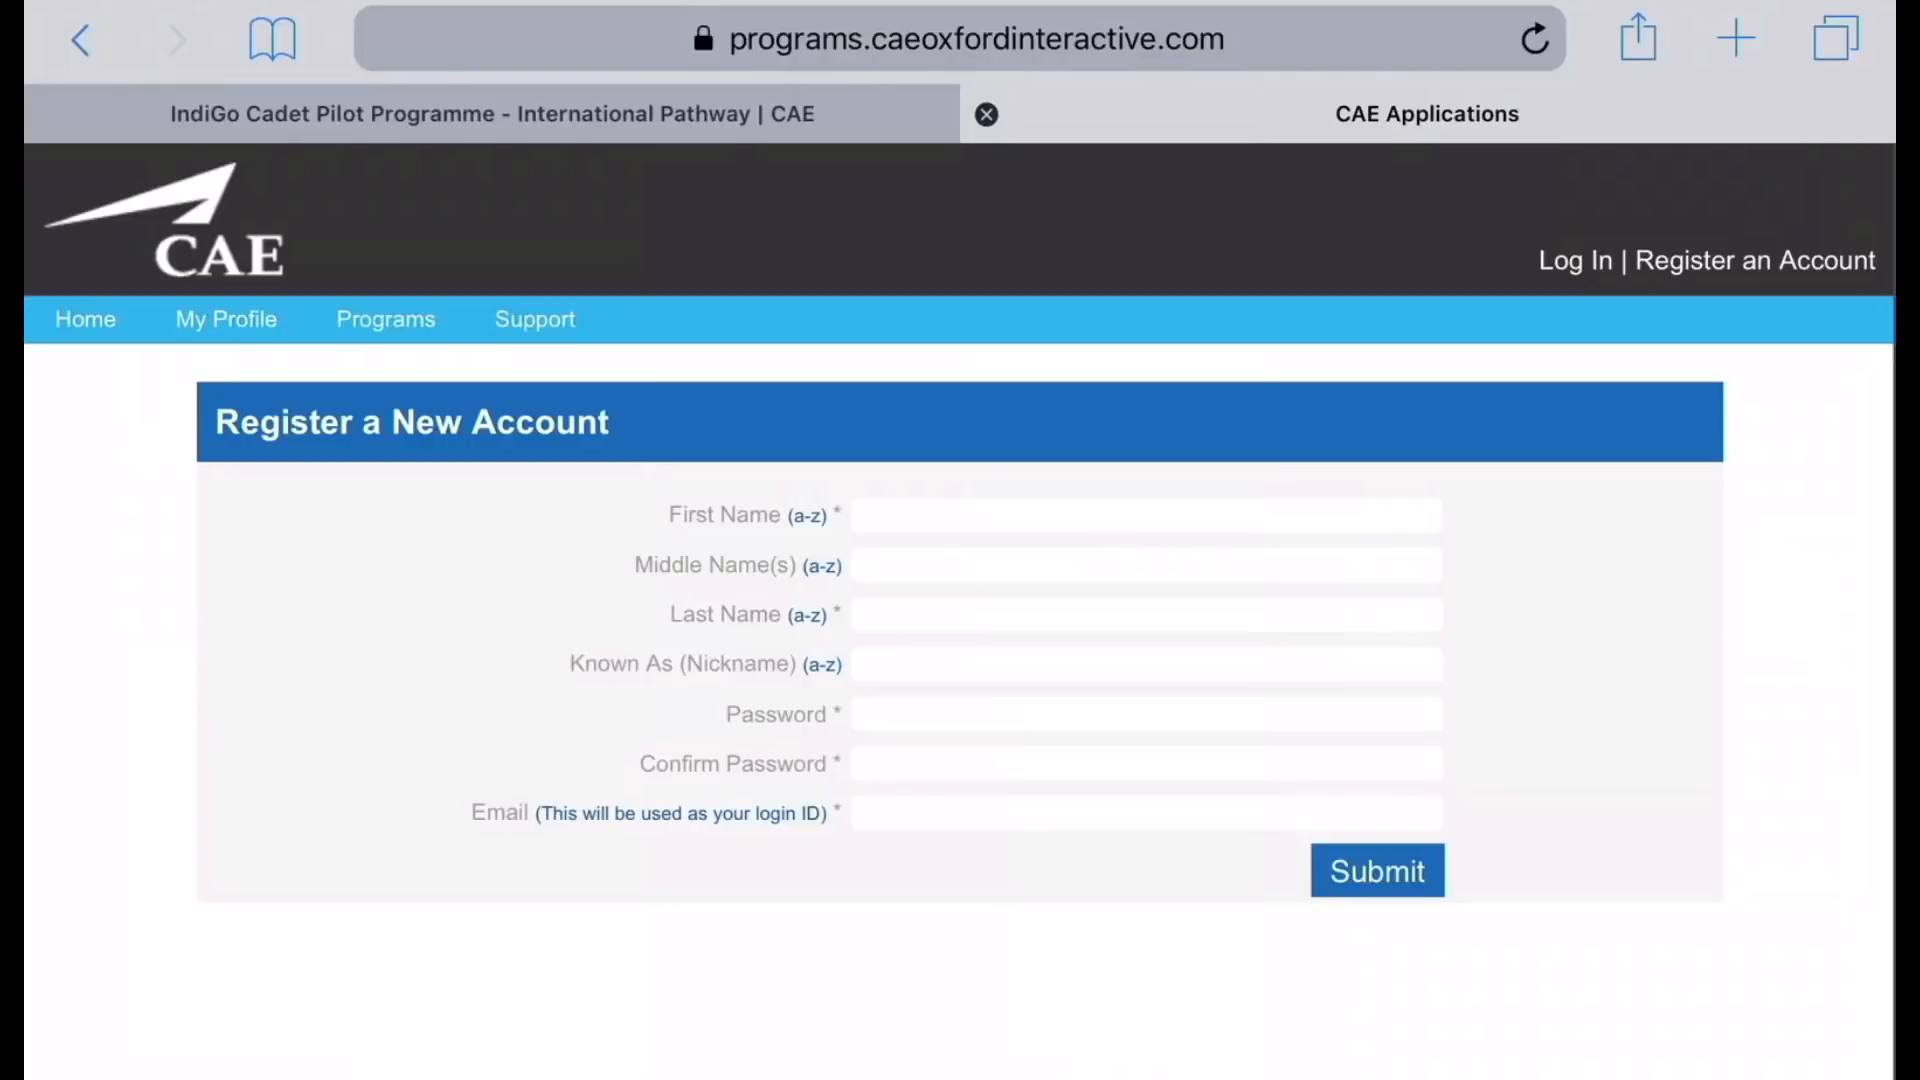 programs.caeoxfordinteractive.com
IndiGo Cadet Pilot Programme - International Pathway | CAE
CAE Applications
CAE
Log In | Register an Account
Home My Profile Programs Support
Register a New Account
First Name (a-z) *
Middle Name(s) (a-z)
Last Name (a-z) *
Known As (Nickname) (a-z)
Password *
Confirm Password *
Email (This will be used as your login ID) *
Submit